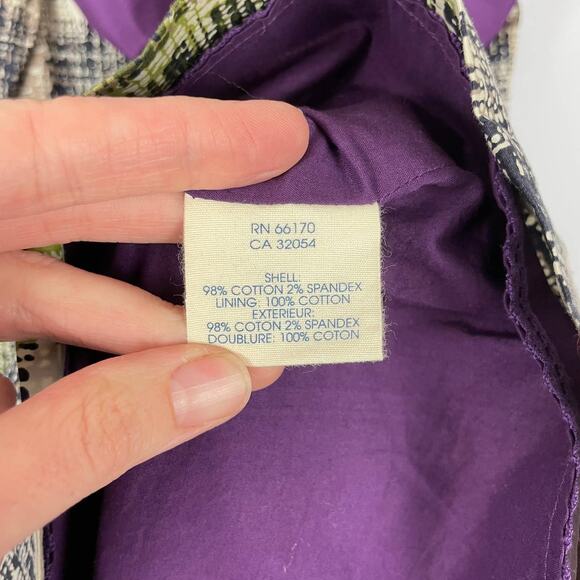 RN 66170
CA 32054
SHELL:
98% COTTON 2% SPANDEX
LINING: 100% COTTON
EXTERIEUR:
98% COTON 2% SPANDEX
DOUBLURE: 100% COTON